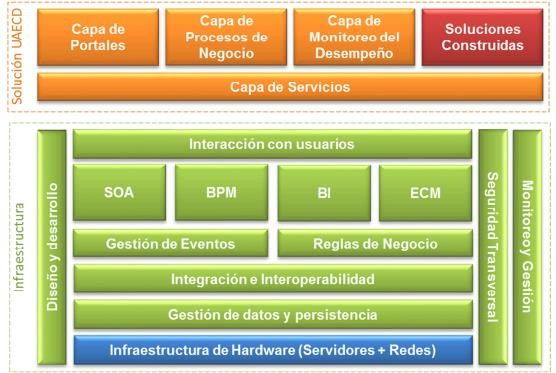 Solución UAECD
Capa de
Portales
Capa de
Procesos de
Negocio
Capa de
Monitoreo del
Desempeño
Soluciones
Construidas
Capa de Servicios
Infraestructura
Diseño y desarrollo
Interacción con usuarios
SOA
BPM
BI
ECM
Gestión de Eventos
Reglas de Negocio
Integración e Interoperabilidad
Gestión de datos y persistencia
Infraestructura de Hardware (Servidores + Redes)
Seguridad Transversal
Monitoreo y Gestión